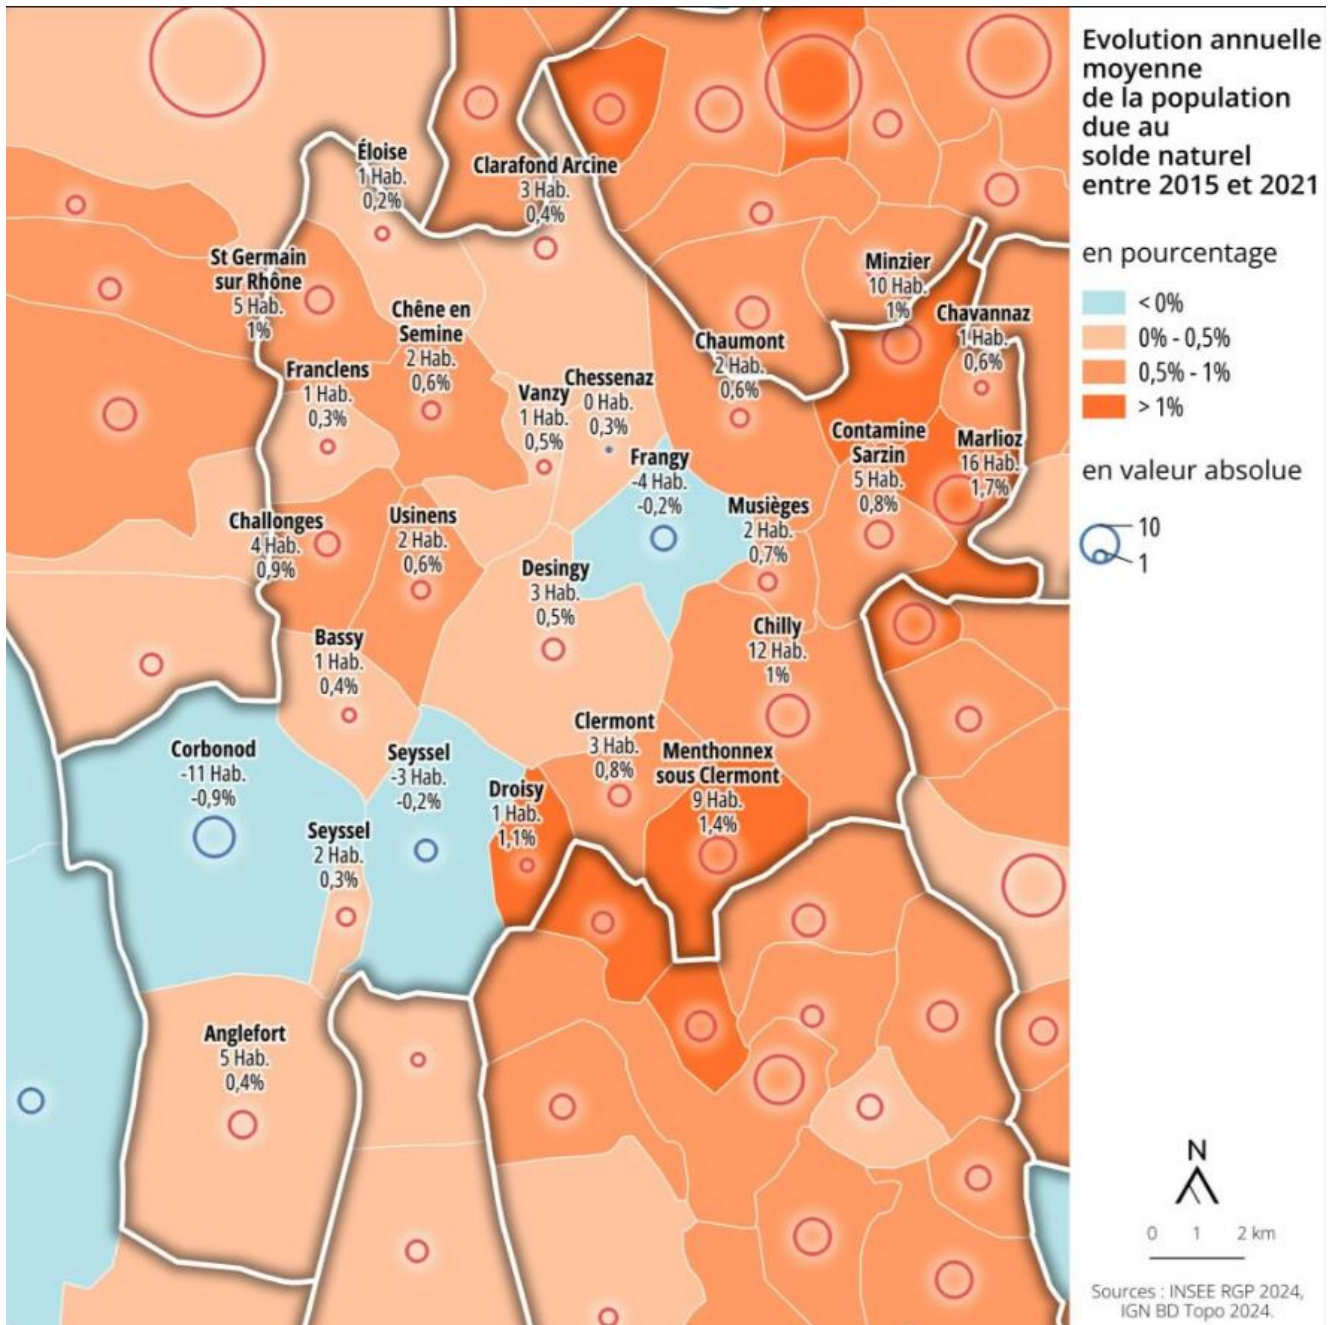 Evolution annuelle
moyenne
de la population
due au
solde naturel
entre 2015 et 2021
en pourcentage
< 0%
0% - 0,5%
0,5% - 1%
> 1%
en valeur absolue
10
1
Éloise
1 Hab.
0,2%
Clarafond Arcine
3 Hab.
0,4%
St Germain
sur Rhône
5 Hab.
1%
Chêne en
Semine
2 Hab.
0,6%
Minzier
10 Hab.
1%
Chavannaz
1 Hab.
0,6%
Chaumont
2 Hab.
0,6%
Franclens
1 Hab.
0,3%
Vanzy
1 Hab.
0,5%
Chessenaz
0 Hab.
0,3%
Contamine
Sarzin
5 Hab.
0,8%
Marlioz
16 Hab.
1,7%
Frangy
-4 Hab.
-0,2%
Musièges
2 Hab.
0,7%
Challonges
4 Hab.
0,9%
Usinens
2 Hab.
0,6%
Desingy
3 Hab.
0,5%
Chilly
12 Hab.
1%
Bassy
1 Hab.
0,4%
Clermont
3 Hab.
0,8%
Menthonnex
sous Clermont
9 Hab.
1,4%
Corbonod
-11 Hab.
-0,9%
Seyssel
-3 Hab.
-0,2%
Droisy
1 Hab.
1,1%
Seyssel
2 Hab.
0,3%
Anglefort
5 Hab.
0,4%
N
0 1 2 km
Sources : INSEE RGP 2024,
IGN BD Topo 2024.